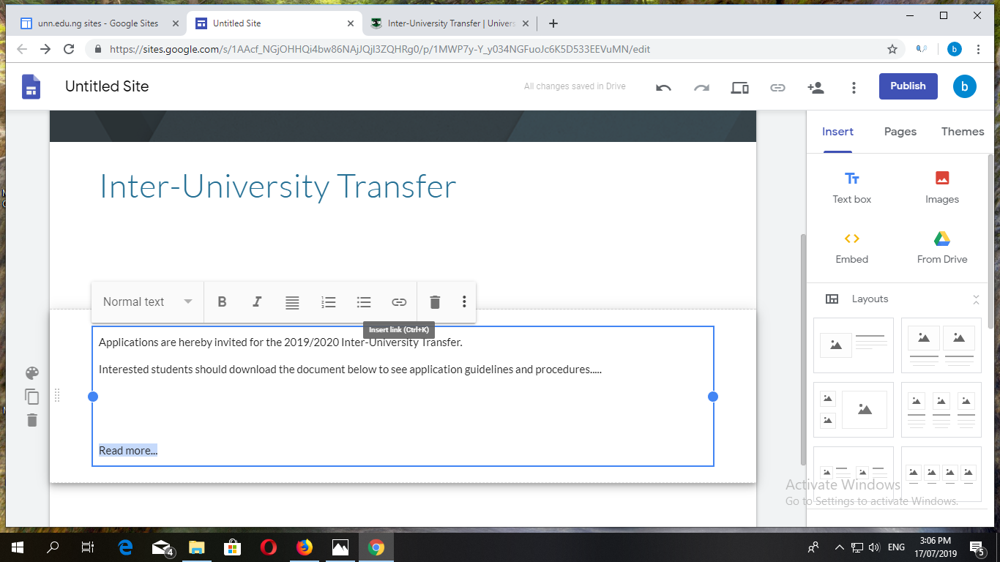 unn.edu.ng sites - Google Sites
Untitled Site
Inter-University Transfer | Univers
https://sites.google.com/s/1AAcf_NGjOHHQi4bw86NAjJQjI3ZQHRg0/p/1MWP7y-Y_y034NGFuoJc6K5D533EEVuMN/edit
b
Untitled Site
All changes saved in Drive
Publish
b
Insert
Pages
Themes
Inter-University Transfer
Text box
Images
Embed
From Drive
Normal text
B
I
Layouts
Insert link (Ctrl+K)
Applications are hereby invited for the 2019/2020 Inter-University Transfer.
Interested students should download the document below to see application guidelines and procedures.....
Read more...
Activate Windows
Go to Settings to activate Windows.
4
ENG
3:06 PM
17/07/2019
5